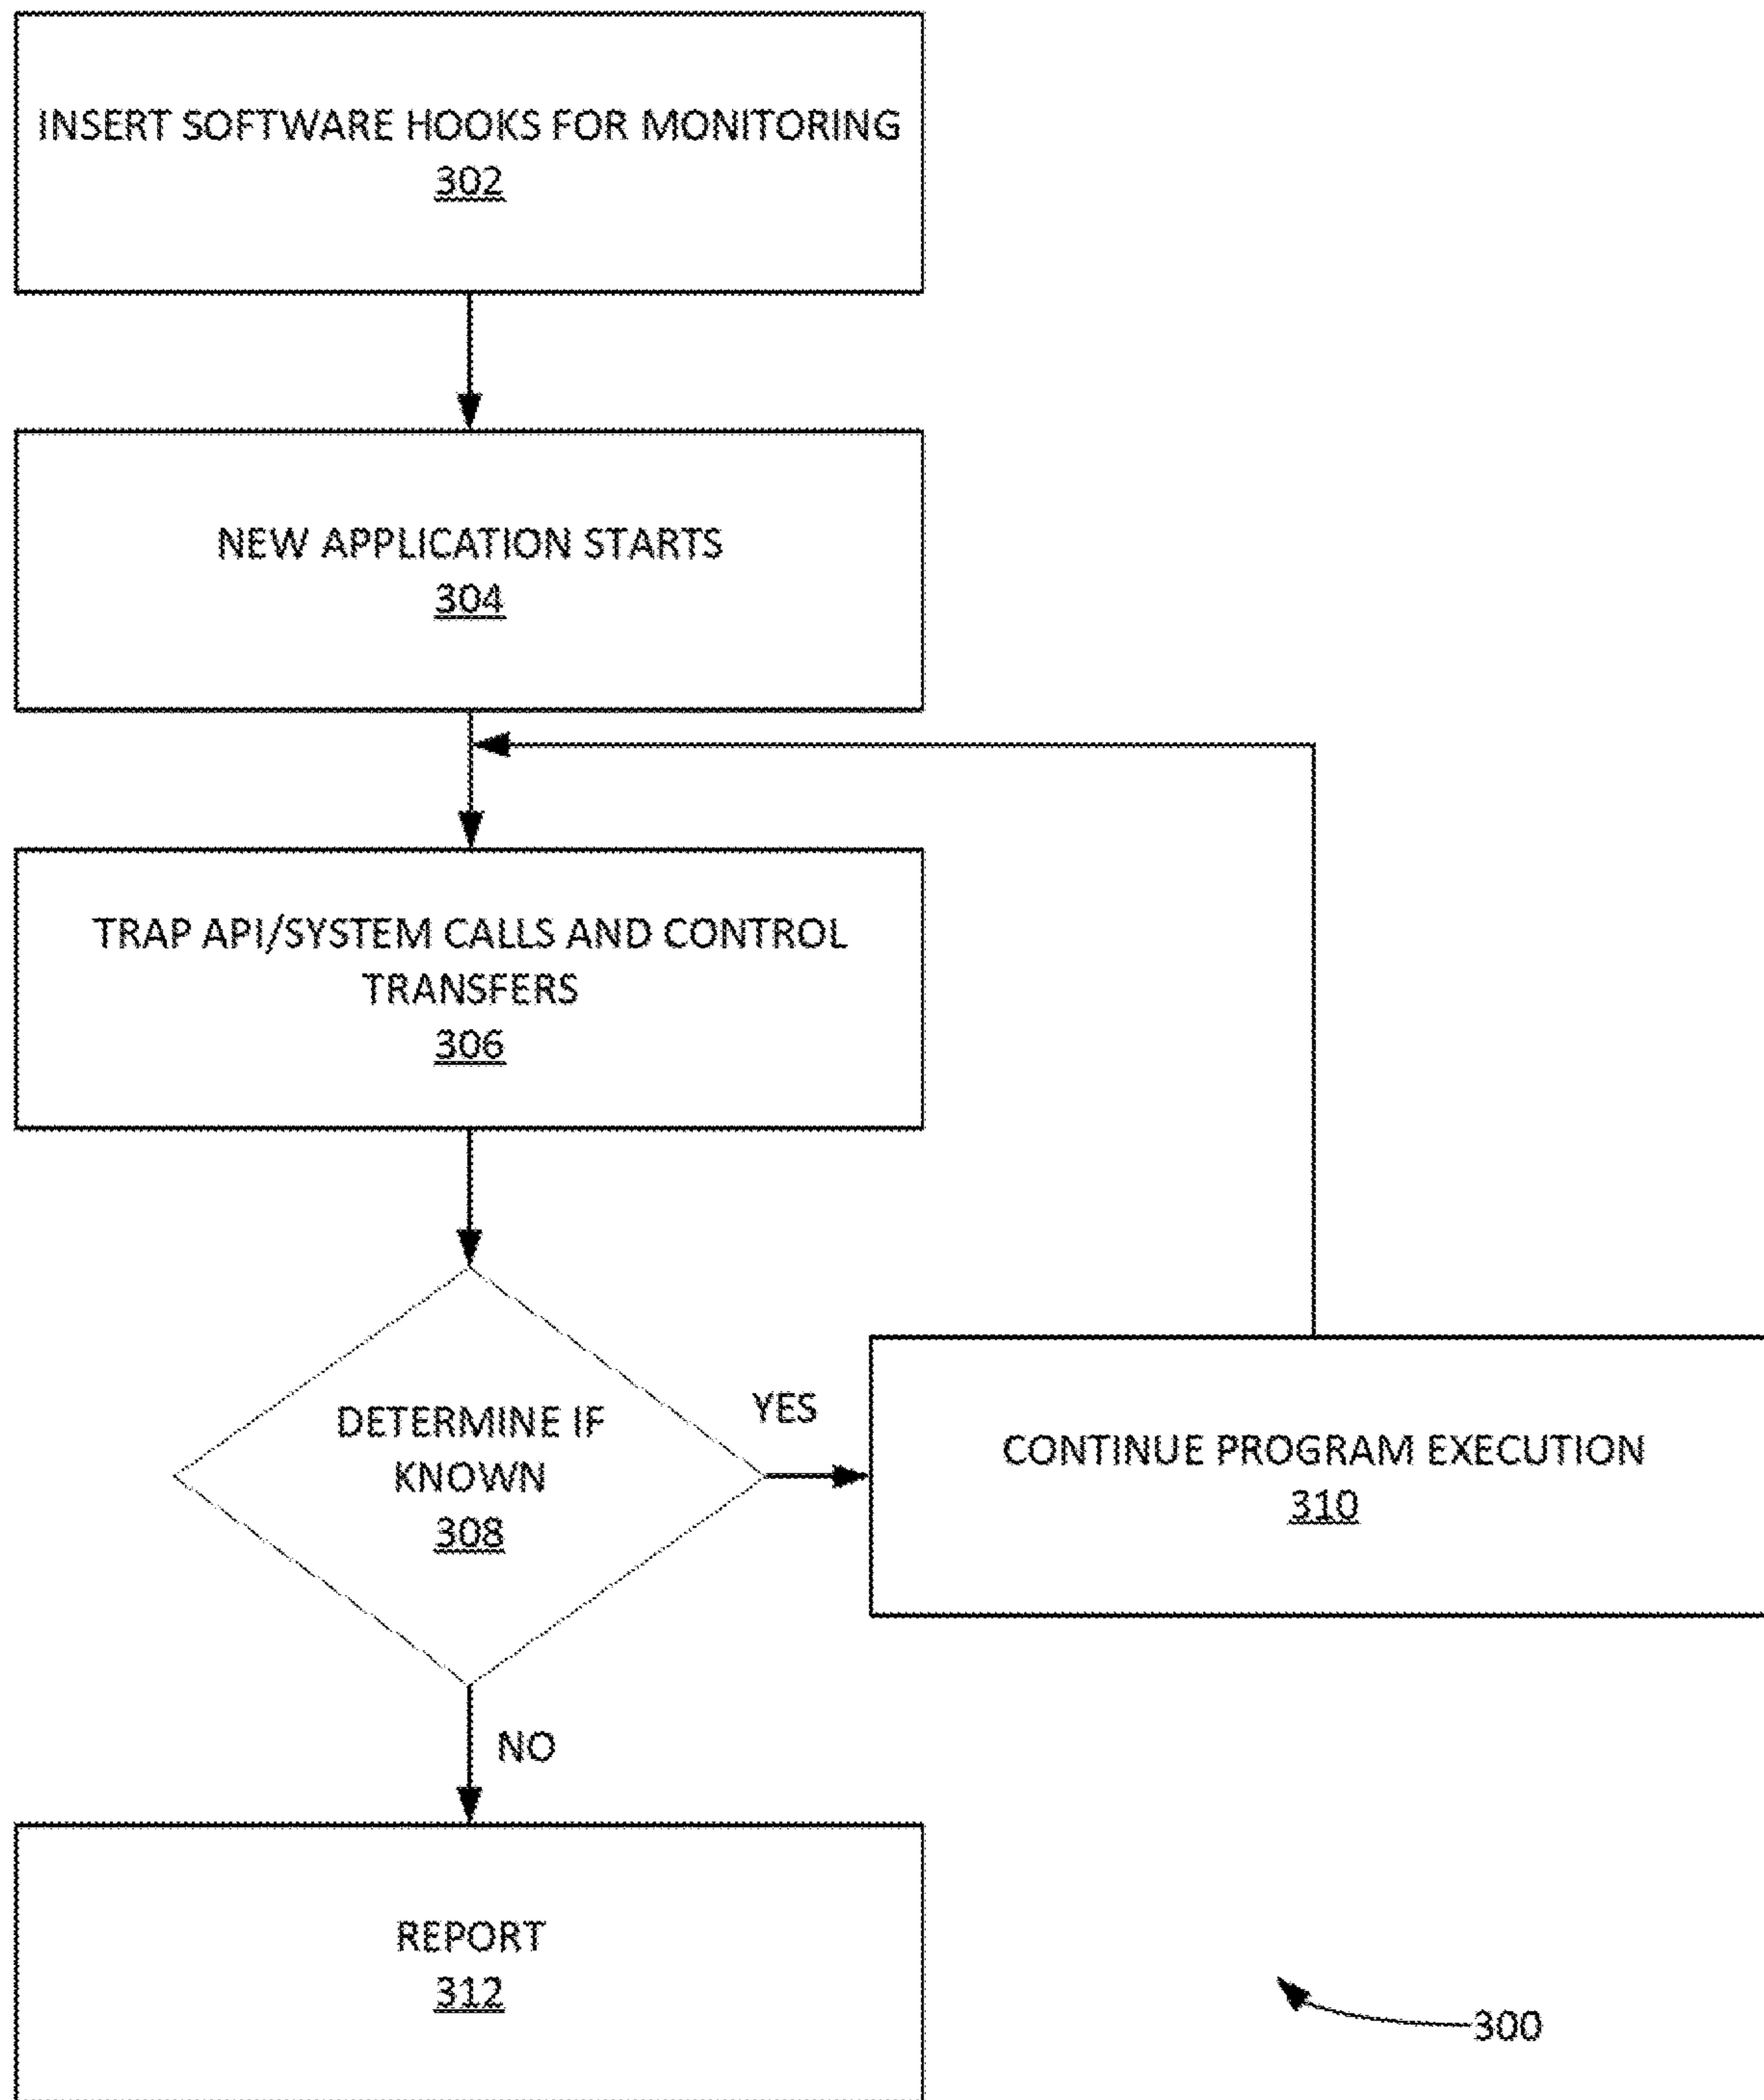 INSERT SOFTWARE HOOKS FOR MONITORING
302
NEW APPLICATION STARTS
304
TRAP API/SYSTEM CALLS AND CONTROL
TRANSFERS
306
DETERMINE IF
KNOWN
308
YES
CONTINUE PROGRAM EXECUTION
310
NO
REPORT
312
300